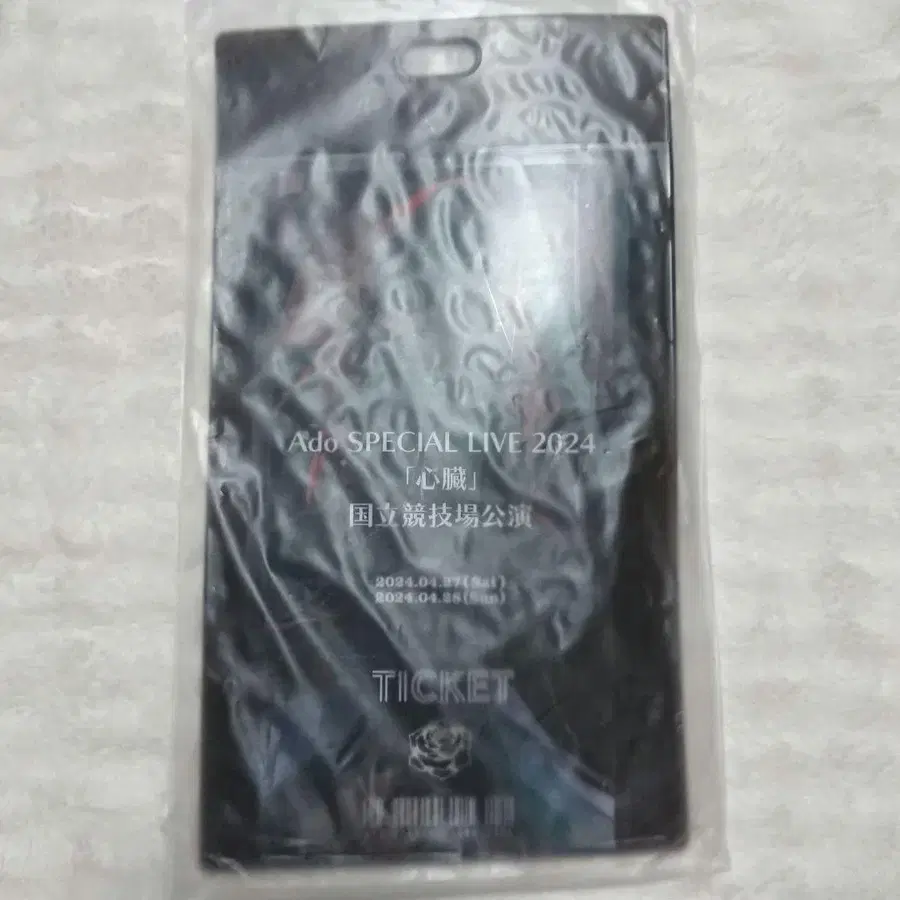 Ado SPECIAL LIVE 2024
「心臓」
国立競技場公演
2024.04.27(Sat)
2024.04.28(Sun)
TICKET